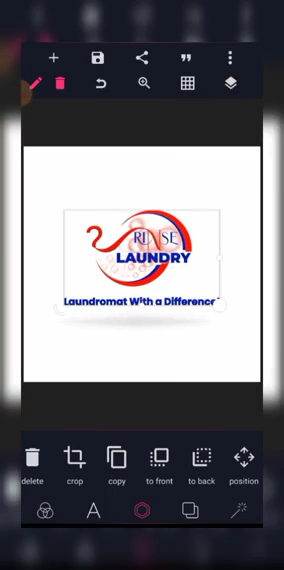 RINSE
LAUNDRY
Laundromat With a Difference
delete
crop
copy
to front
to back
position